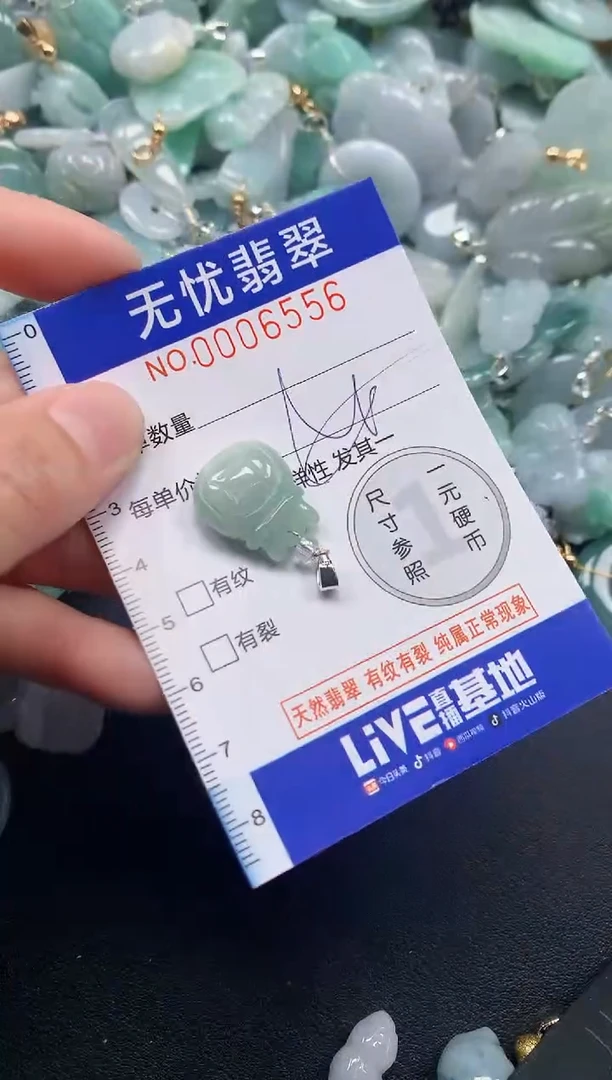 无忧翡翠
NO.0006556
0
单数量
3
每单价
单性 发其一
尺寸参照
一元硬币
1
4
有纹
5
有裂
6
天然翡翠 有纹有裂 纯属正常现象
7
LiVE直播基地
今日头条 抖音 西瓜视频 抖音火山版
8